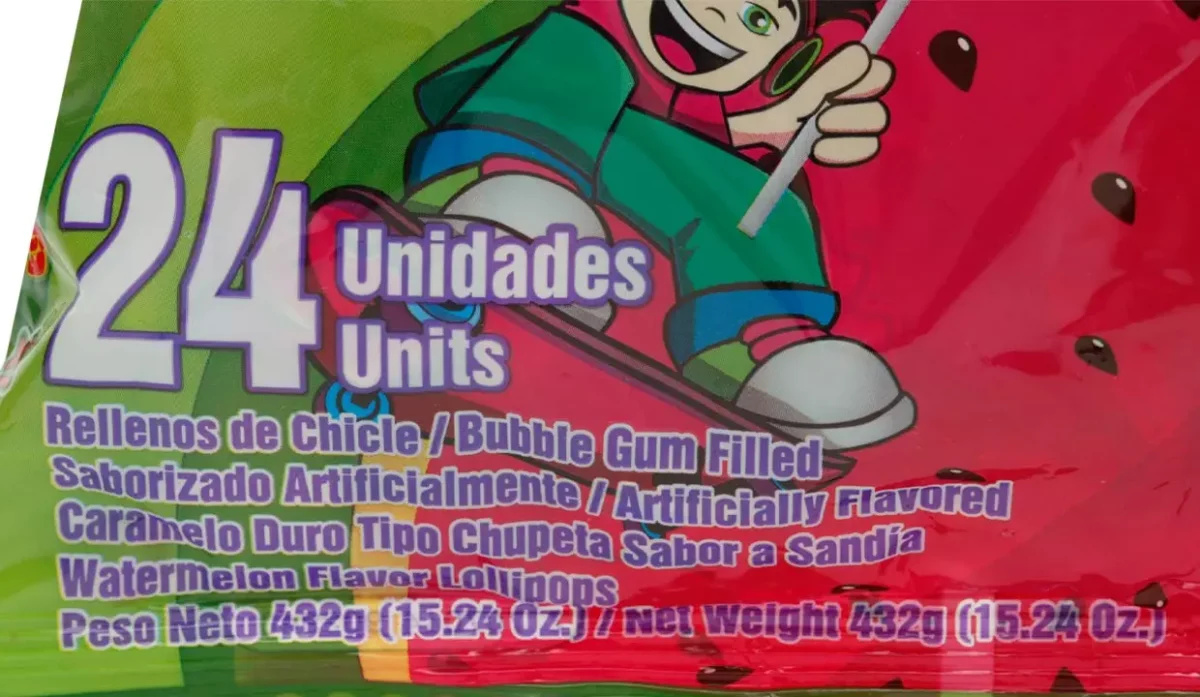 24
Unidades
Units
Rellenos de Chicle / Bubble Gum Filled
Saborizado Artificialmente / Artificially Flavored
Caramelo Duro Tipo Chupeta Sabor a Sandía
Watermelon Flavor Lollipops
Peso Neto 432g (15.24 Oz.) / Net Weight 432g (15.24 Oz.)